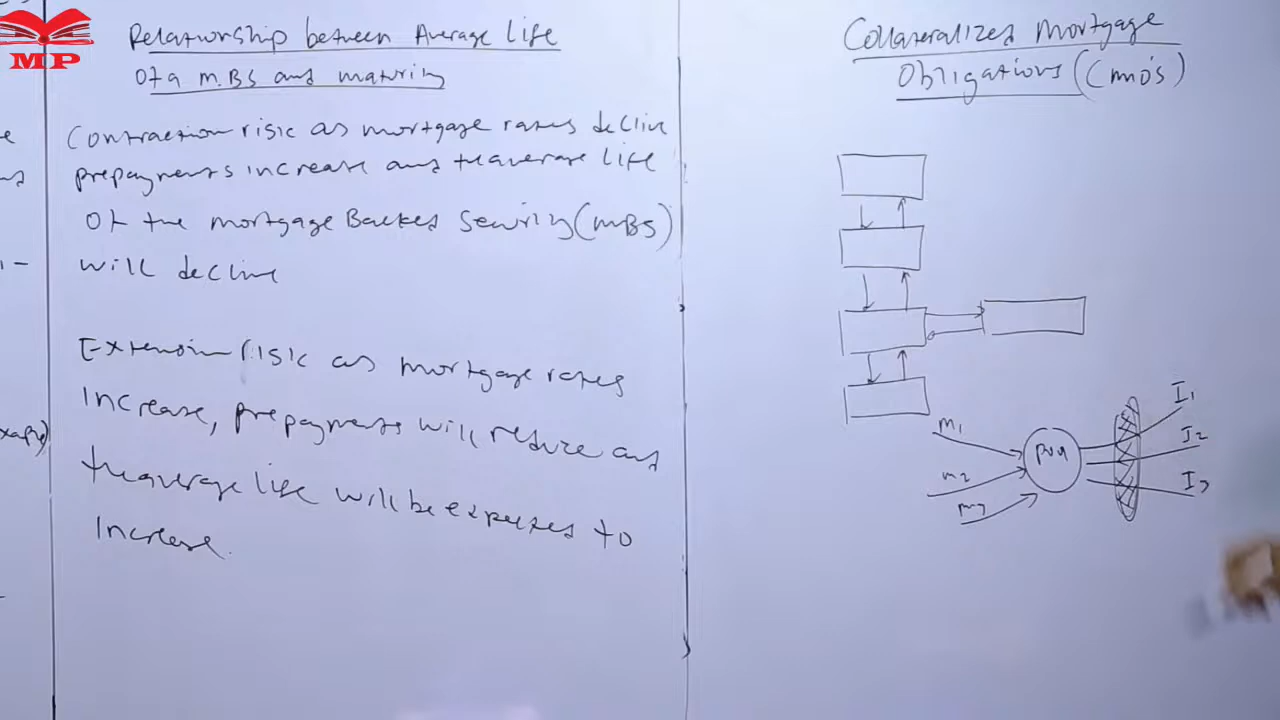 MP
Relationship between Average Life
Of a M.BS and maturity
Contraction risk as mortgage rates decline
prepayments increase and the average life
Of the mortgage Backed Security (MBS)
will decline
Extension risk as mortgage rates
Increase, prepayments will reduce and
the average life will be expected to
Increase.
Collateralized Mortgage
Obligations (CMO's)
M1
M2
M3
I1
I2
I3